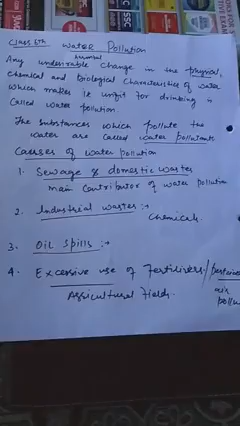 Class 8th Water Pollution
Any undesirable change in the physical,
chemical and biological characteristics of water
which makes it unfit for drinking is
called water pollution.
The substances which pollute the
water are called water pollutants
Causes of water pollution
1. Sewage & domestic wastes
main contributor of water pollution
2. Industrial wastes :→
Chemicals.
3. Oil spills :→
4. Excessive use of Fertilizers/
Agricultural fields.
air